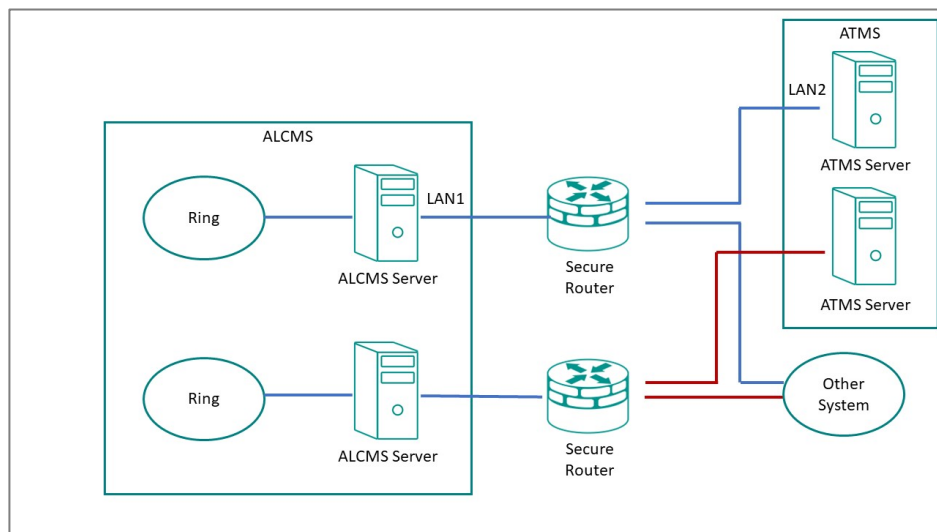 ATMS
LAN2
ATMS Server
ALCMS
Ring
LAN1
ALCMS Server
Secure
Router
ATMS Server
Ring
ALCMS Server
Secure
Router
Other
System